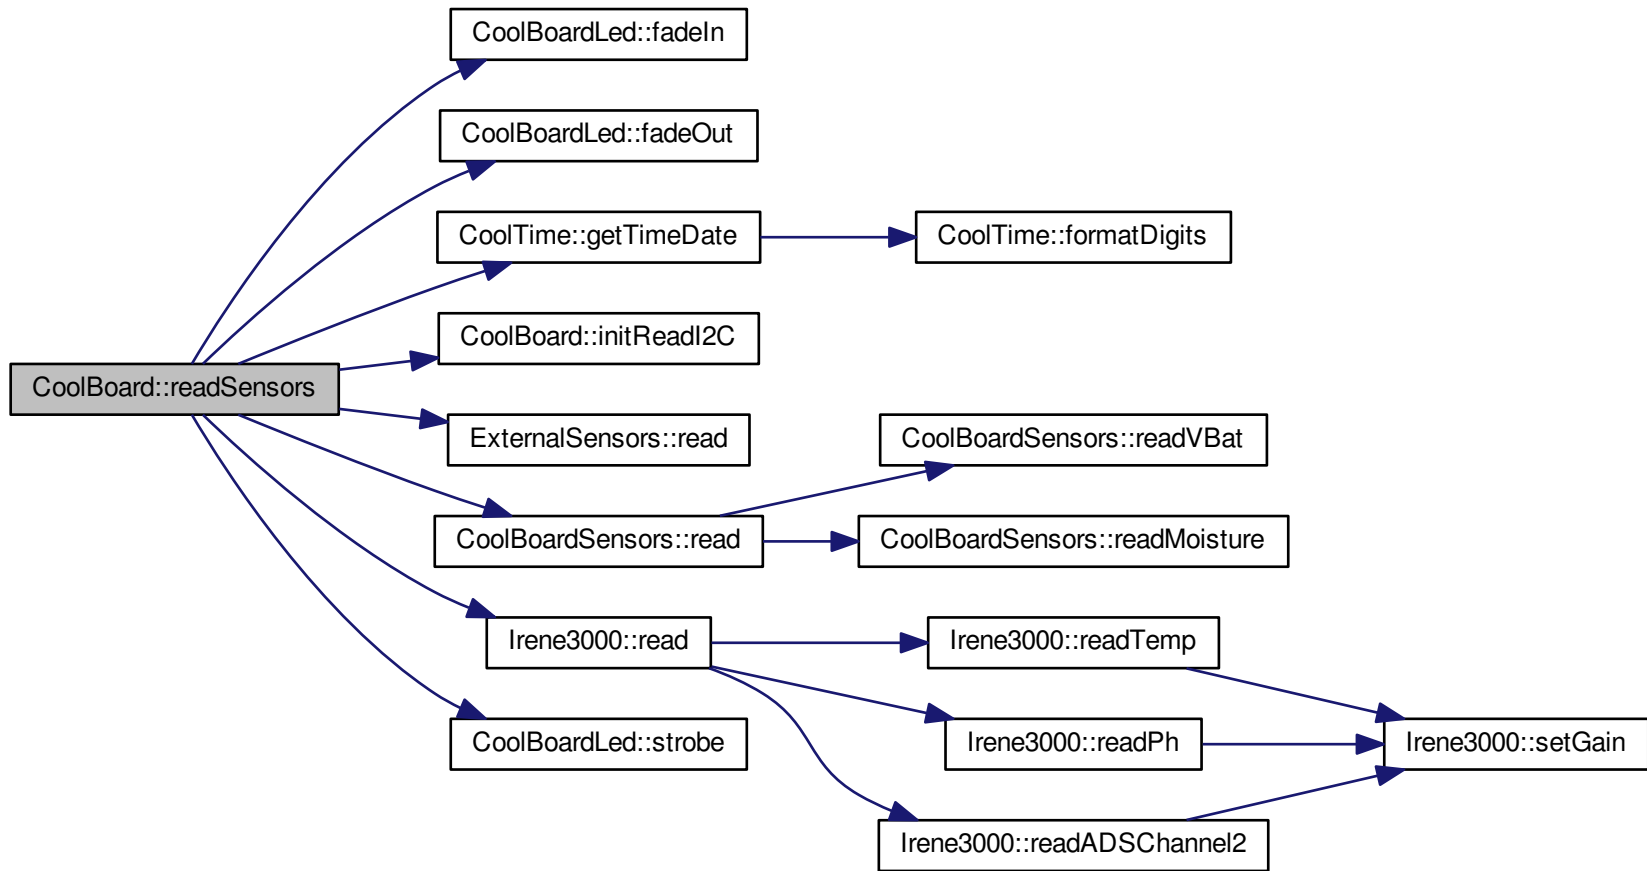 CoolBoardLed::fadeIn
CoolBoardLed::fadeOut
CoolTime::getTimeDate
CoolTime::formatDigits
CoolBoard::initReadI2C
CoolBoard::readSensors
ExternalSensors::read
CoolBoardSensors::readVBat
CoolBoardSensors::read
CoolBoardSensors::readMoisture
Irene3000::read
Irene3000::readTemp
CoolBoardLed::strobe
Irene3000::readPh
Irene3000::setGain
Irene3000::readADSChannel2